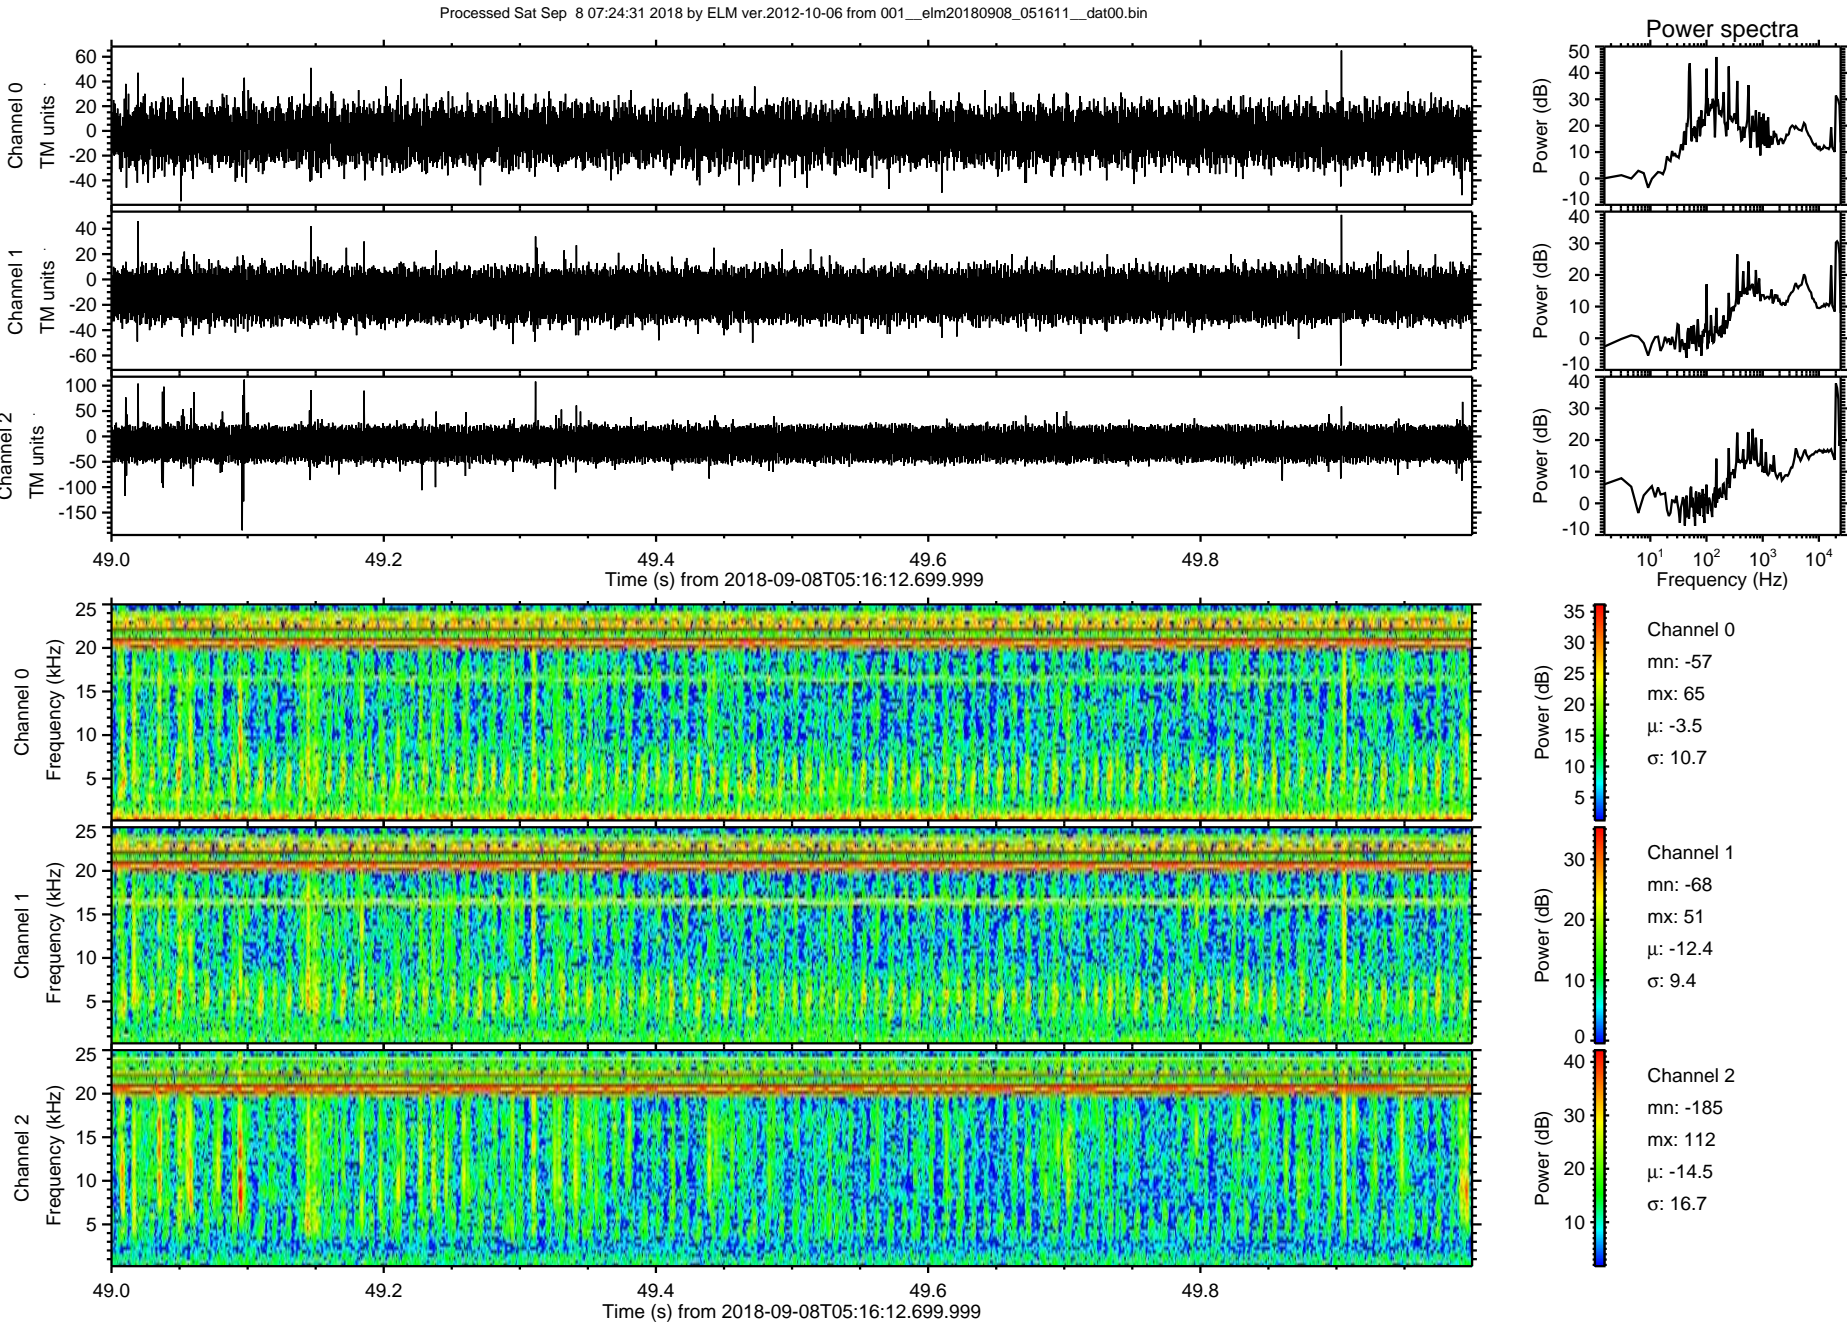 Processed Sat Sep 8 07:24:31 2018 by ELM ver.2012-10-06 from 001__elm20180908_051611__dat00.bin
Power spectra
Channel 0
TM units
60
40
20
0
-20
-40
Power (dB)
50
40
30
20
10
0
-10
Channel 1
TM units
40
20
0
-20
-40
-60
Power (dB)
40
30
20
10
0
-10
Channel 2
TM units
100
50
0
-50
-100
-150
Power (dB)
40
30
20
10
0
-10
49.0 49.2 49.4 49.6 49.8
Time (s) from 2018-09-08T05:16:12.699.999
10^1 10^2 10^3 10^4
Frequency (Hz)
Channel 0
Frequency (kHz)
25
20
15
10
5
Power (dB)
35
30
25
20
15
10
5
Channel 0
mn: -57
mx: 65
μ: -3.5
σ: 10.7
Channel 1
Frequency (kHz)
25
20
15
10
5
Power (dB)
30
20
10
0
Channel 1
mn: -68
mx: 51
μ: -12.4
σ: 9.4
Channel 2
Frequency (kHz)
25
20
15
10
5
Power (dB)
40
30
20
10
Channel 2
mn: -185
mx: 112
μ: -14.5
σ: 16.7
49.0 49.2 49.4 49.6 49.8
Time (s) from 2018-09-08T05:16:12.699.999